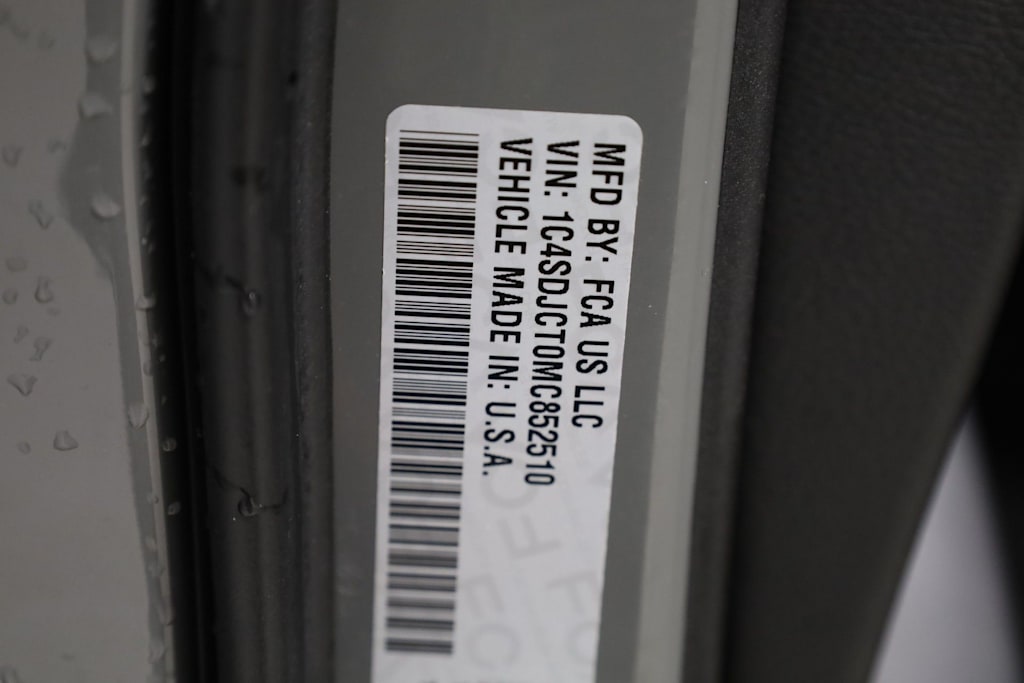 MFD BY: FCA US LLC
VIN: 1C4SDJCT0MC852510
VEHICLE MADE IN: U.S.A.